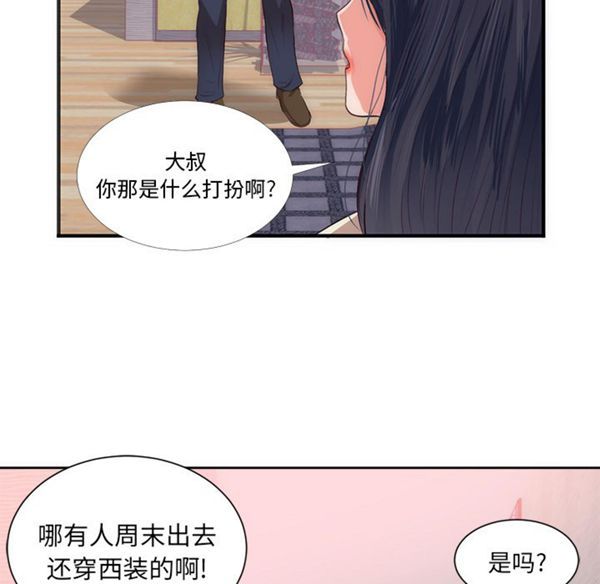 大叔
你那是什么打扮啊?
哪有人周末出去
还穿西装的啊!
是吗?